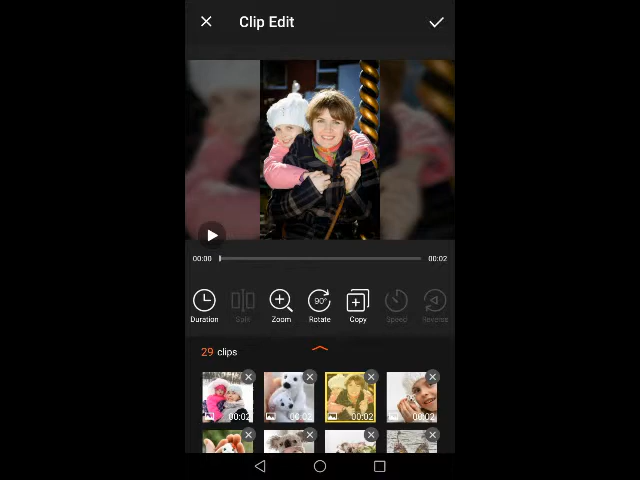 Clip Edit
00:00
00:02
90°
Duration
Split
Zoom
Rotate
Copy
Speed
Reverse
29 clips
00:02
00:02
00:02
00:02